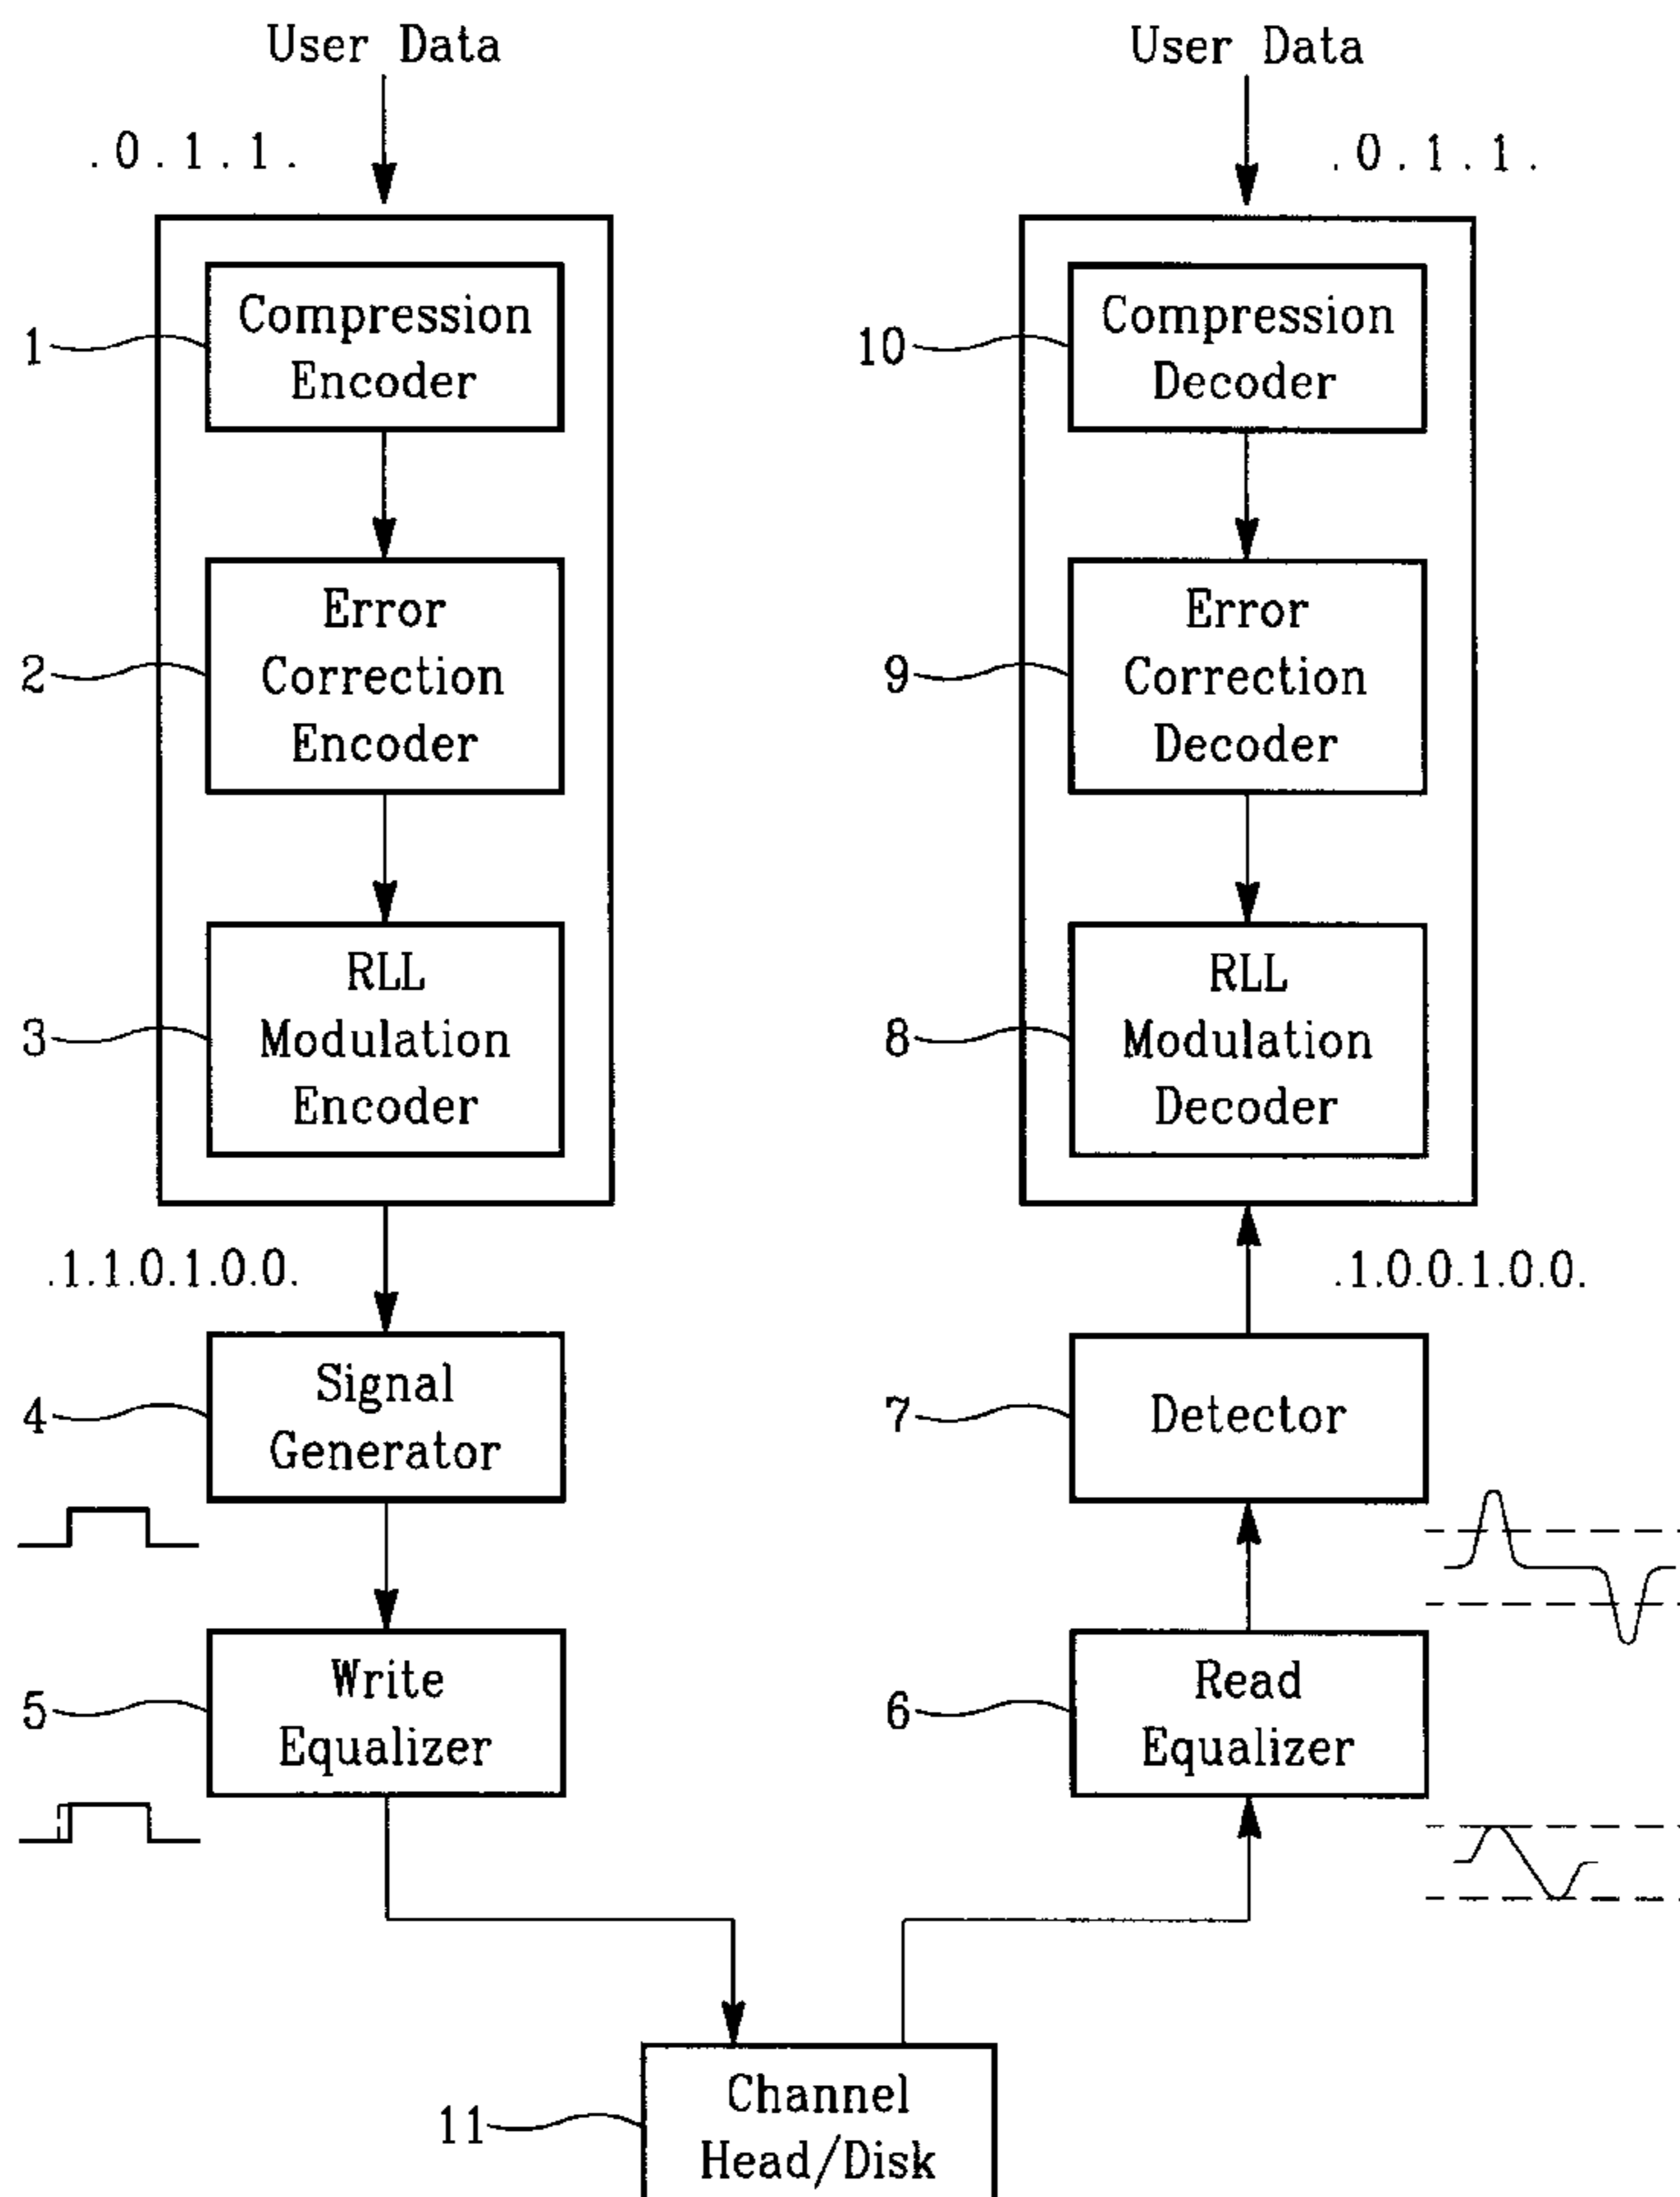 User Data
.0.1.1.
1
Compression
Encoder
2
Error
Correction
Encoder
3
RLL
Modulation
Encoder
.1.1.0.1.0.0.
4
Signal
Generator
5
Write
Equalizer
User Data
.0.1.1.
10
Compression
Decoder
9
Error
Correction
Decoder
8
RLL
Modulation
Decoder
.1.0.0.1.0.0.
7
Detector
6
Read
Equalizer
11
Channel
Head/Disk